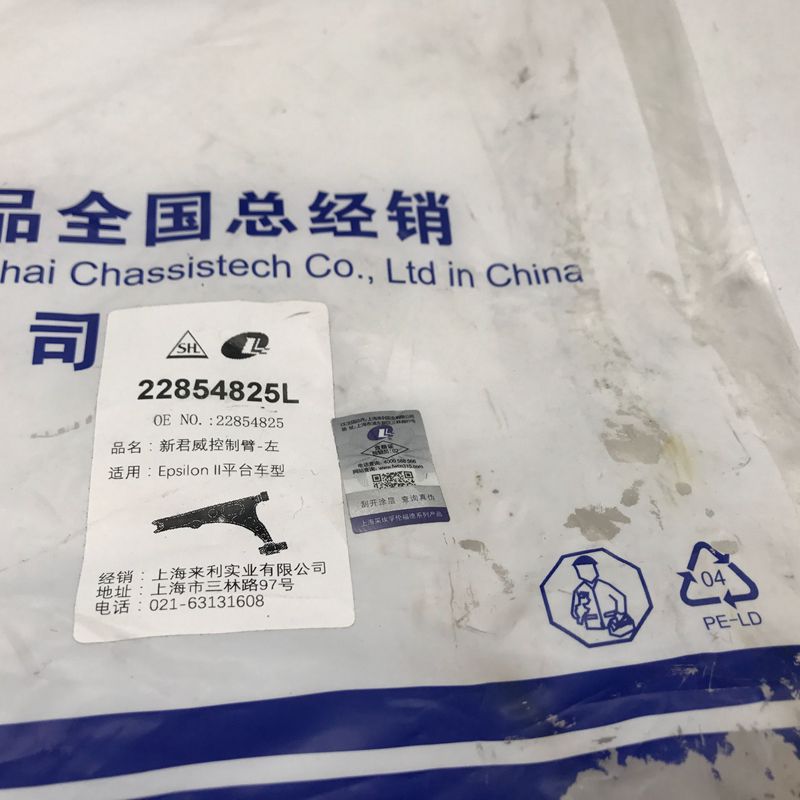 品全国总经销
hai Chassistech Co., Ltd in China
司
SH
22854825L
OE NO.:22854825
品名：新君威控制臂-左
适用：Epsilon II平台车型
经销：上海来利实业有限公司
地址：上海市三林路97号
电话：021-63131608
刮开涂层 查询真伪
04
PE-LD